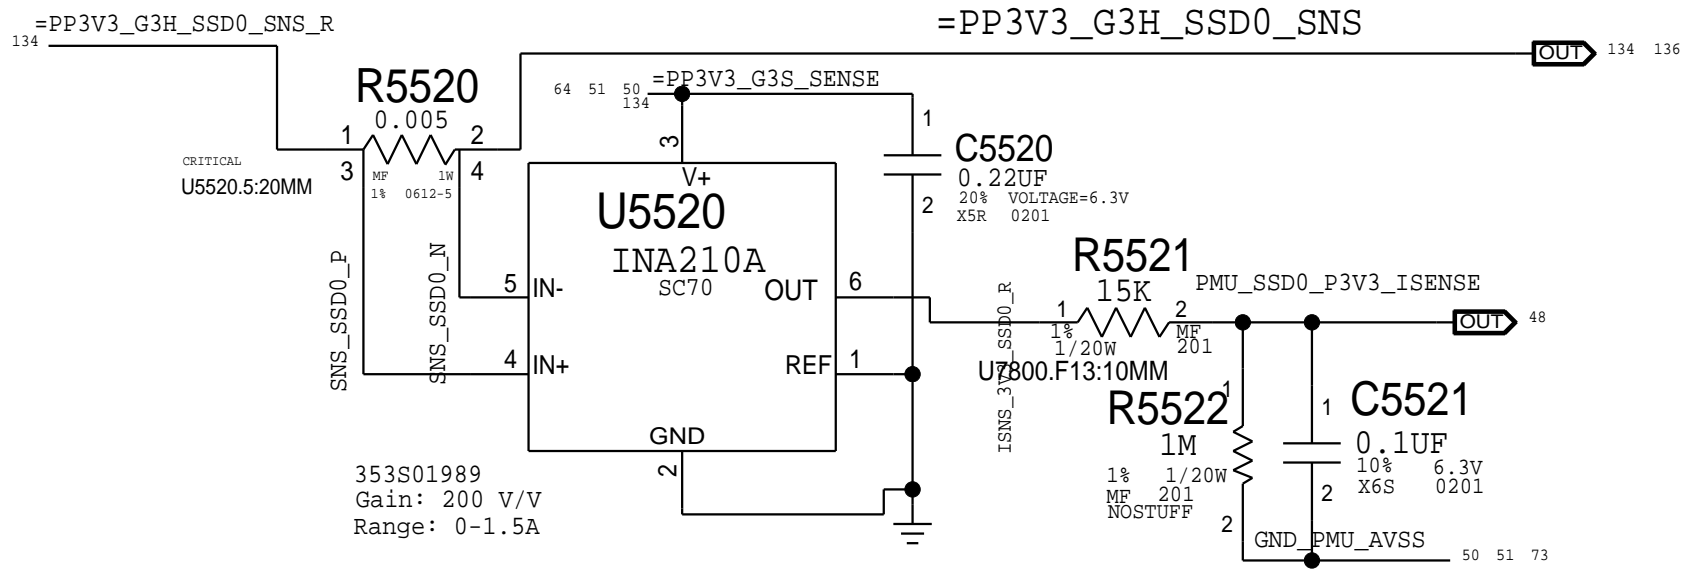 =PP3V3_G3H_SSD0_SNS_R
134
=PP3V3_G3H_SSD0_SNS
OUT 134 136
R5520
0.005
1 2
3 4
MF 1W
1% 0612-5
CRITICAL
U5520.5:20MM
64 51 50 =PP3V3_G3S_SENSE
134
3
V+
U5520
INA210A
SC70
5 IN-
4 IN+
OUT 6
REF 1
GND
2
SNS_SSD0_P
SNS_SSD0_N
1
C5520
0.22UF
20% VOLTAGE=6.3V
X5R 0201
2
R5521
15K
1 2
1% MF
1/20W 201
U7800.F13:10MM
PMU_SSD0_P3V3_ISENSE
OUT 48
ISNS_3V3_SSD0_R
1
R5522
1M
1% 1/20W
MF 201
NOSTUFF
2
1
C5521
0.1UF
10% 6.3V
X6S 0201
2
GND_PMU_AVSS
50 51 73
353S01989
Gain: 200 V/V
Range: 0-1.5A